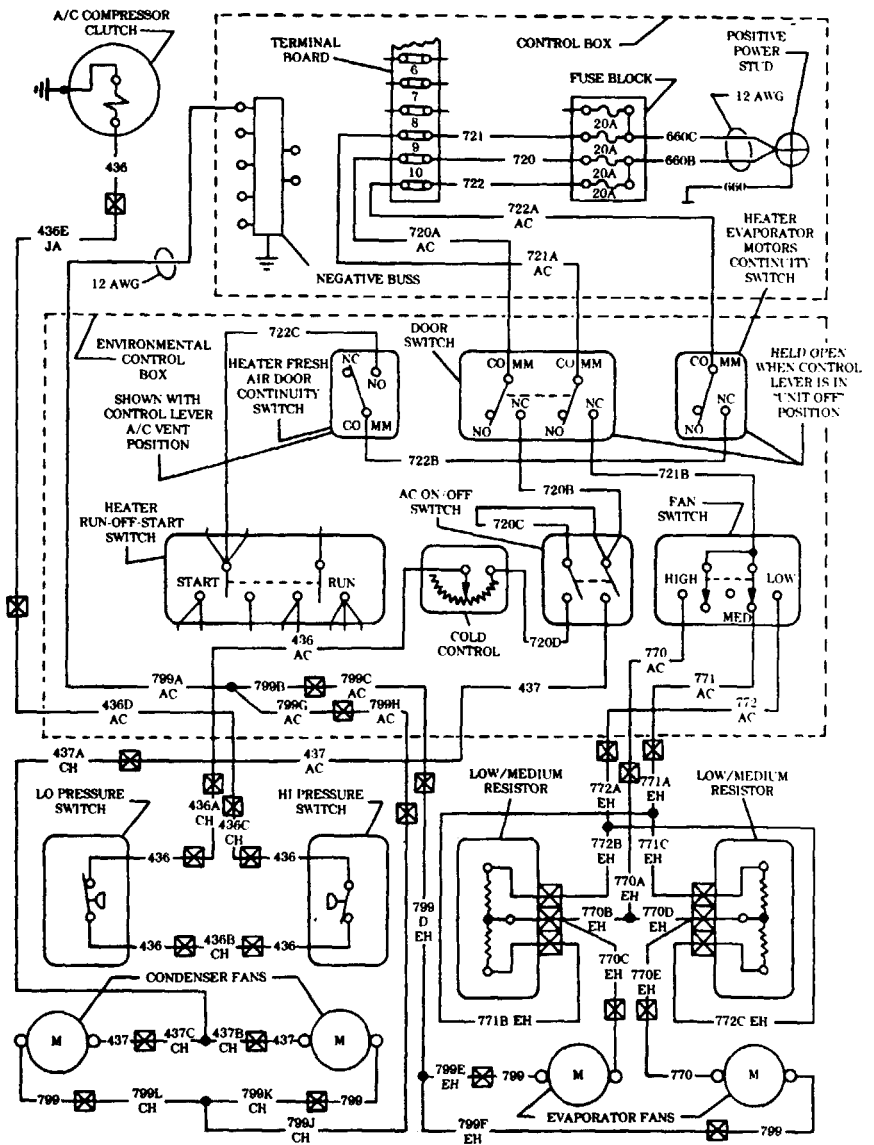 A/C COMPRESSOR
CLUTCH
TERMINAL
BOARD
CONTROL BOX
POSITIVE
POWER
STUD
FUSE BLOCK
12 AWG
6
7
8
9
10
721
720
722
20A
20A
20A
20A
660C
660B
660
436
436E
JA
12 AWG
NEGATIVE BUSS
720A
AC
722A
AC
721A
AC
HEATER
EVAPORATOR
MOTORS
CONTINUITY
SWITCH
ENVIRONMENTAL
CONTROL
BOX
722C
HEATER FRESH
AIR DOOR
CONTINUITY
SWITCH
SHOWN WITH
CONTROL LEVER
A/C VENT
POSITION
NC
NO
CO MM
DOOR
SWITCH
CO MM
CO MM
NC
NC
NO
NO
CO MM
NC
NO
HELD OPEN
WHEN CONTROL
LEVER IS IN
"UNIT OFF"
POSITION
722B
721B
720B
HEATER
RUN-OFF-START
SWITCH
START
RUN
AC ON/OFF
SWITCH
720C
FAN
SWITCH
HIGH
LOW
MED
COLD
CONTROL
720D
436
AC
770
AC
771
AC
772
AC
799A
AC
799B
799C
AC
799G
AC
799H
AC
437
436D
AC
437A
CH
437
AC
LO PRESSURE
SWITCH
HI PRESSURE
SWITCH
436A
CH
436C
CH
436
436
436
436B
CH
436
LOW/MEDIUM
RESISTOR
LOW/MEDIUM
RESISTOR
772A
EH
771A
EH
772B
EH
771C
EH
770A
EH
770B
EH
770D
EH
770C
EH
770E
EH
771B EH
772C EH
799
D
EH
CONDENSER FANS
M
437
437C
CH
437B
CH
437
M
799
799L
CH
799K
CH
799
799J
CH
799E
EH
799
M
770
M
EVAPORATOR FANS
799F
EH
799